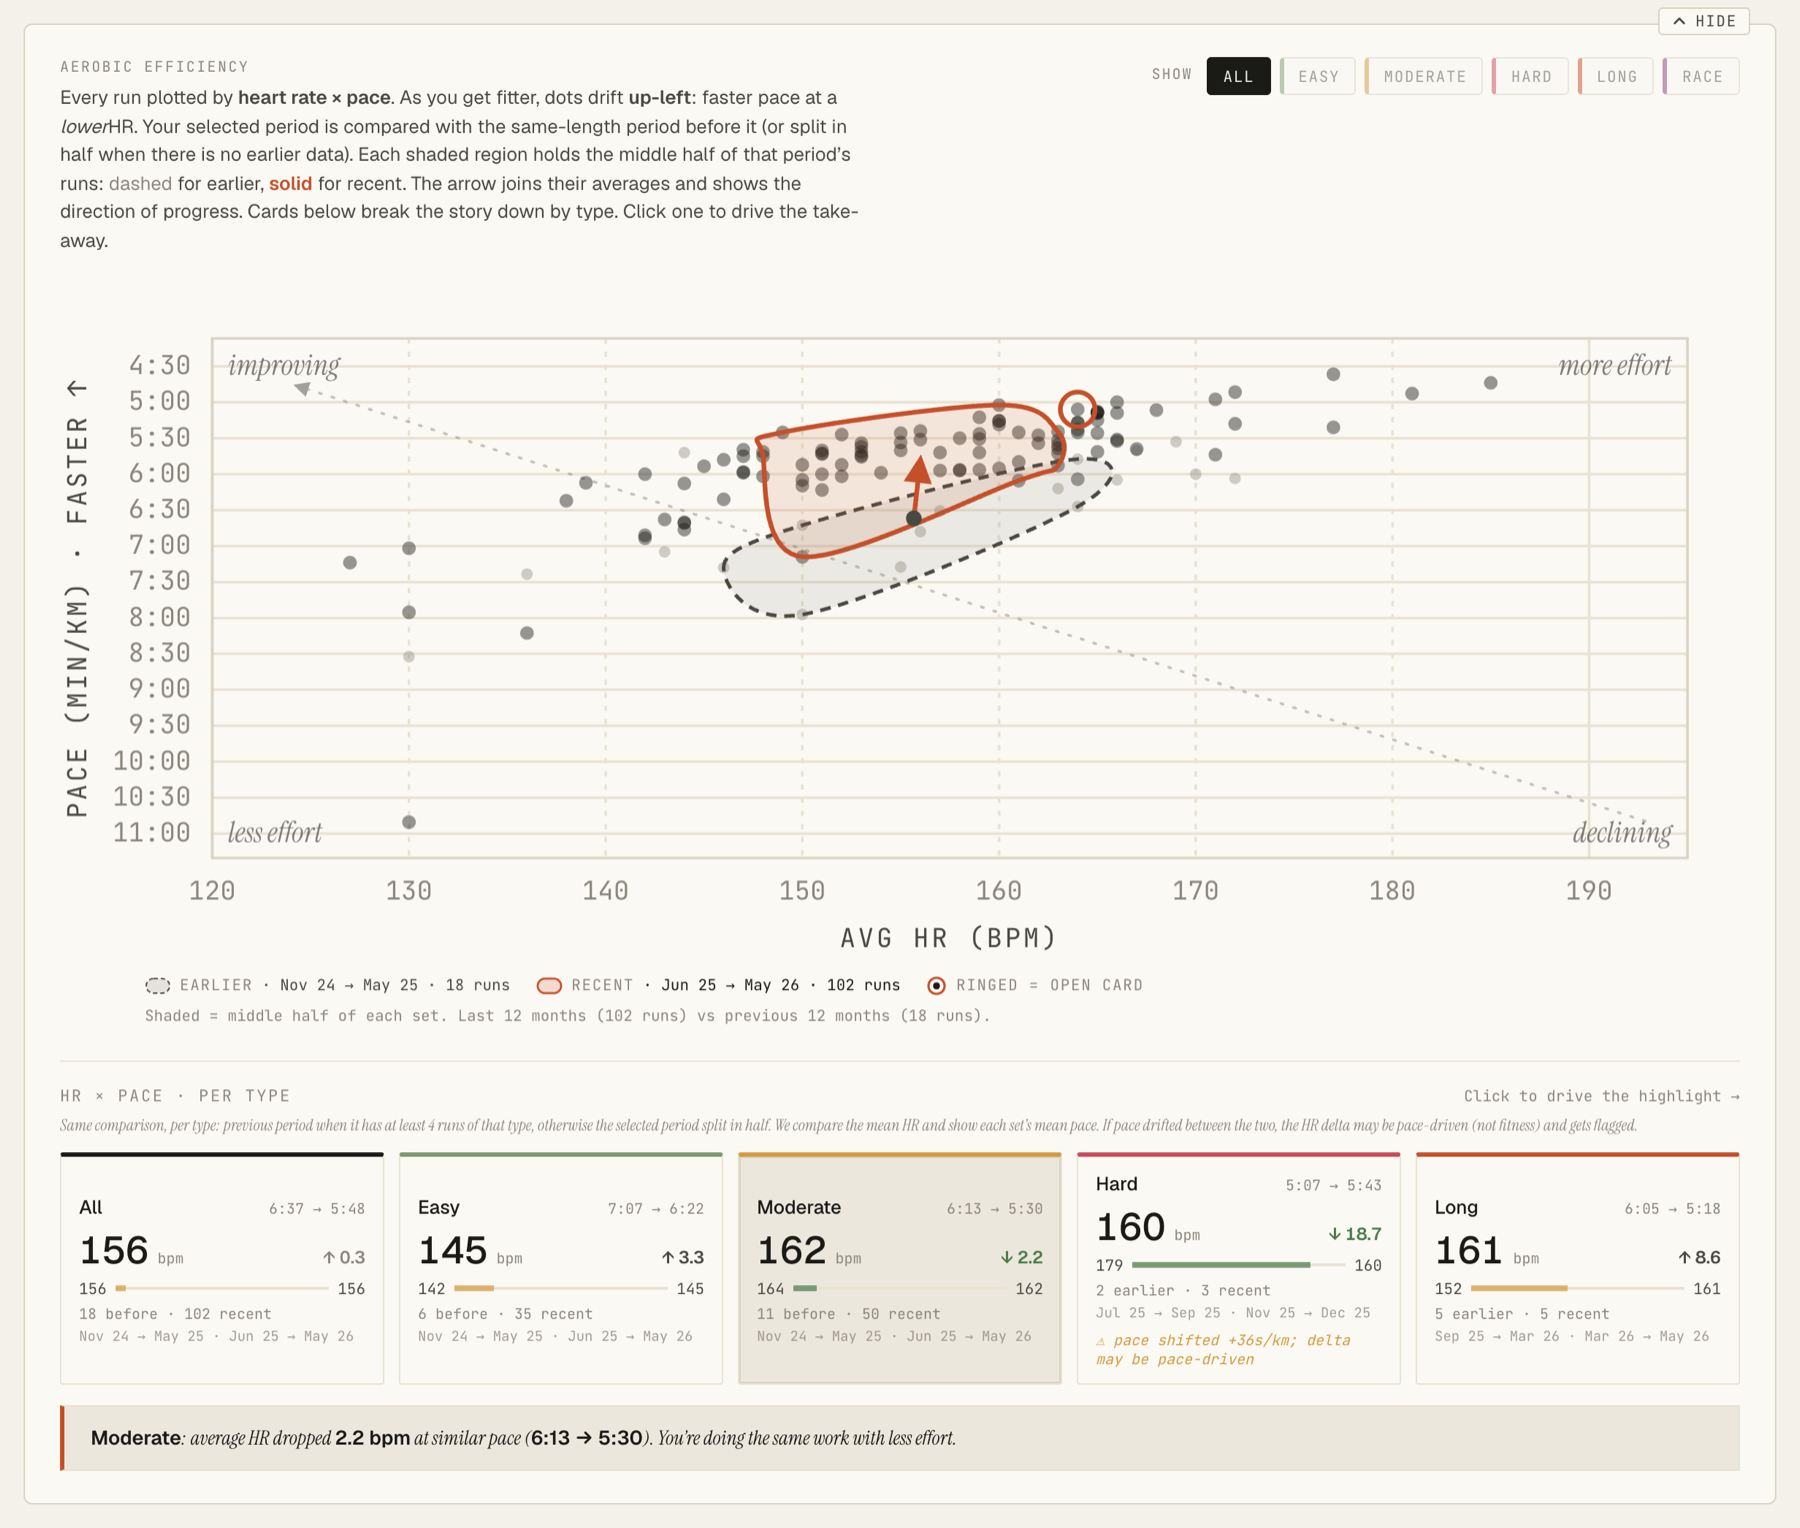 HIDE
AEROBIC EFFICIENCY
SHOW ALL EASY MODERATE HARD LONG RACE
Every run plotted by heart rate × pace. As you get fitter, dots drift up-left: faster pace at a
lowerHR. Your selected period is compared with the same-length period before it (or split in
half when there is no earlier data). Each shaded region holds the middle half of that period's
runs: dashed for earlier, solid for recent. The arrow joins their averages and shows the
direction of progress. Cards below break the story down by type. Click one to drive the take-
away.
PACE (MIN/KM) · FASTER →
improving
more effort
4:30
5:00
5:30
6:00
6:30
7:00
7:30
8:00
8:30
9:00
9:30
10:00
10:30
11:00
less effort
declining
120 130 140 150 160 170 180 190
AVG HR (BPM)
EARLIER · Nov 24 → May 25 · 18 runs RECENT · Jun 25 → May 26 · 102 runs RINGED = OPEN CARD
Shaded = middle half of each set. Last 12 months (102 runs) vs previous 12 months (18 runs).
HR × PACE · PER TYPE
Click to drive the highlight →
Same comparison, per type: previous period when it has at least 4 runs of that type, otherwise the selected period split in half. We compare the mean HR and show each set's mean pace. If pace drifted between the two, the HR delta may be pace-driven (not fitness) and gets flagged.
All 6:37 → 5:48
156 bpm ↑ 0.3
156 156
18 before · 102 recent
Nov 24 → May 25 · Jun 25 → May 26
Easy 7:07 → 6:22
145 bpm ↑ 3.3
142 145
6 before · 35 recent
Nov 24 → May 25 · Jun 25 → May 26
Moderate 6:13 → 5:30
162 bpm ↓ 2.2
164 162
11 before · 50 recent
Nov 24 → May 25 · Jun 25 → May 26
Hard 5:07 → 5:43
160 bpm ↓ 18.7
179 160
2 earlier · 3 recent
Jul 25 → Sep 25 · Nov 25 → Dec 25
⚠ pace shifted +36s/km; delta
may be pace-driven
Long 6:05 → 5:18
161 bpm ↑ 8.6
152 161
5 earlier · 5 recent
Sep 25 → Mar 26 · Mar 26 → May 26
Moderate: average HR dropped 2.2 bpm at similar pace (6:13 → 5:30). You're doing the same work with less effort.